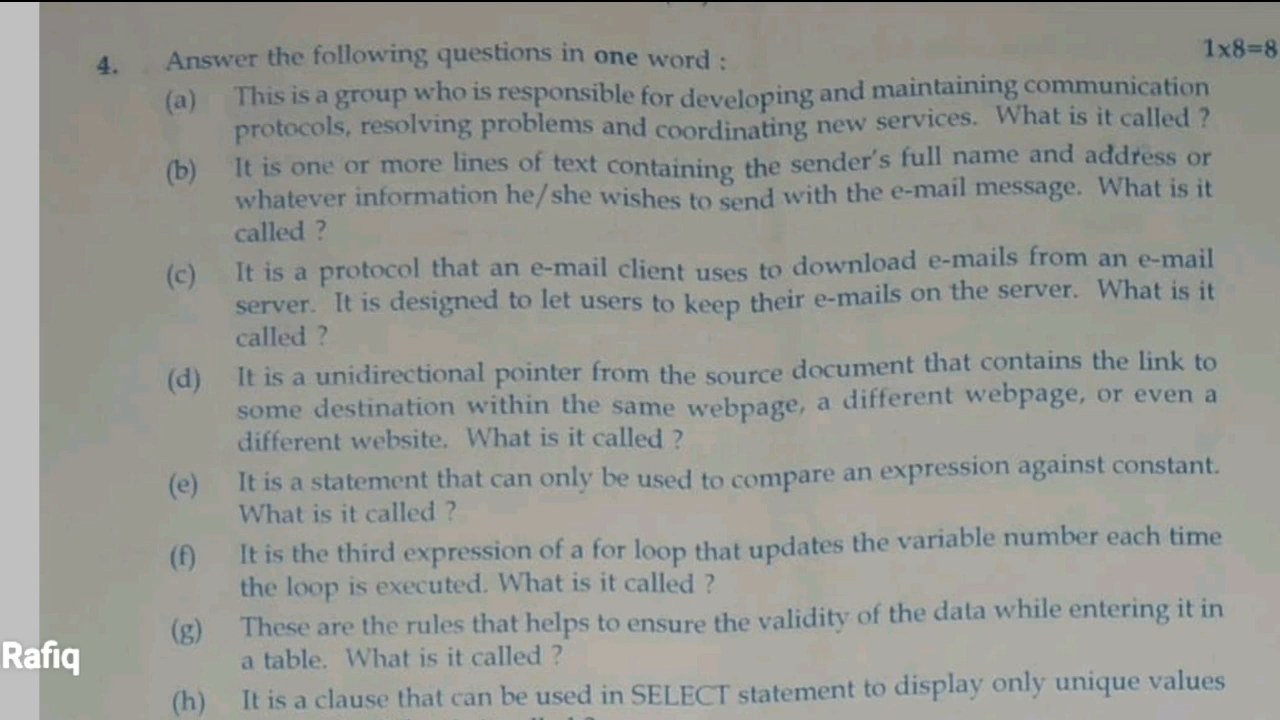 4. Answer the following questions in one word : 1x8=8
(a) This is a group who is responsible for developing and maintaining communication
protocols, resolving problems and coordinating new services. What is it called ?
(b) It is one or more lines of text containing the sender's full name and address or
whatever information he/she wishes to send with the e-mail message. What is it
called ?
(c) It is a protocol that an e-mail client uses to download e-mails from an e-mail
server. It is designed to let users to keep their e-mails on the server. What is it
called ?
(d) It is a unidirectional pointer from the source document that contains the link to
some destination within the same webpage, a different webpage, or even a
different website. What is it called ?
(e) It is a statement that can only be used to compare an expression against constant.
What is it called ?
(f) It is the third expression of a for loop that updates the variable number each time
the loop is executed. What is it called ?
(g) These are the rules that helps to ensure the validity of the data while entering it in
a table. What is it called ?
Rafiq
(h) It is a clause that can be used in SELECT statement to display only unique values